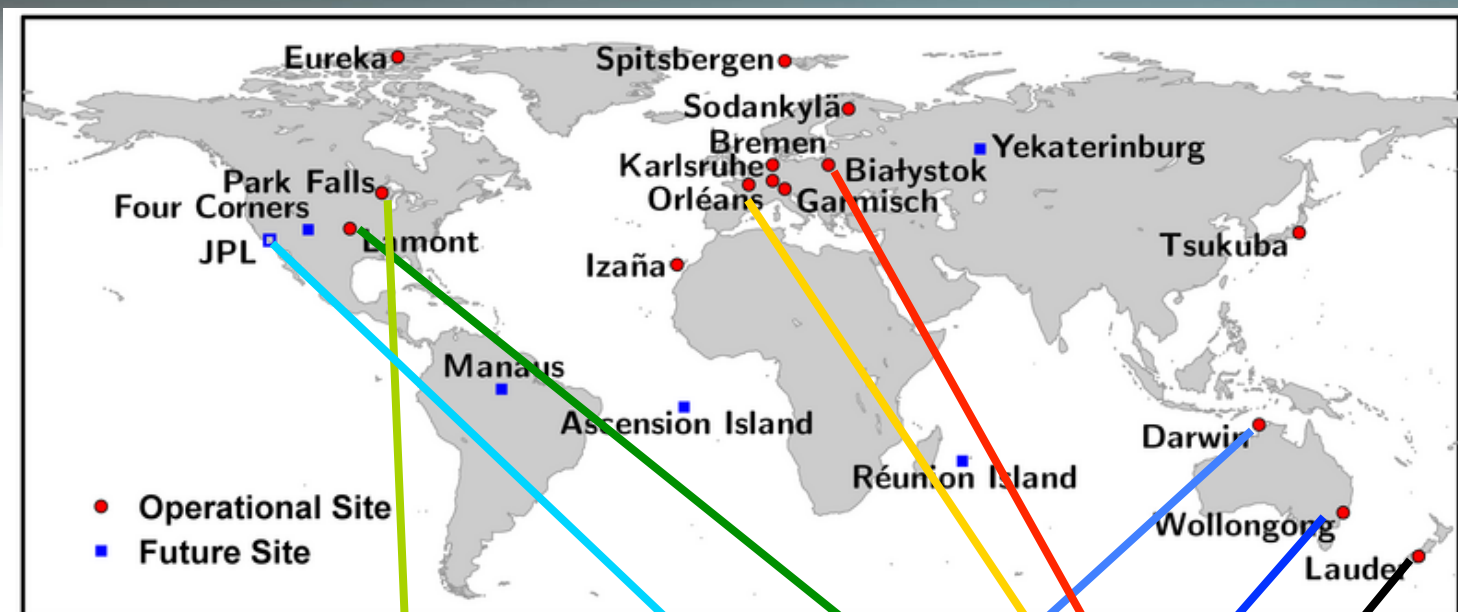 Eureka
Spitsbergen
Sodankylä
Bremen
Yekaterinburg
Karlsruhe
Białystok
Park Falls
Orléans
Garmisch
Four Corners
Lamont
Tsukuba
JPL
Izaña
Manaus
Ascension Island
Darwin
Réunion Island
Operational Site
Wollongong
Future Site
Lauder